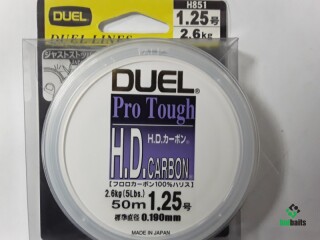 H851
DUEL
1.25号
2.6kg
DUEL LINES
DUEL®
Pro Tough
H.D.カーボン®
H.D.CARBON®
[フロロカーボン100%ハリス]
2.6kg(5Lbs.)
50m 1.25号
標準直径 0.190mm
MADE IN JAPAN
baits